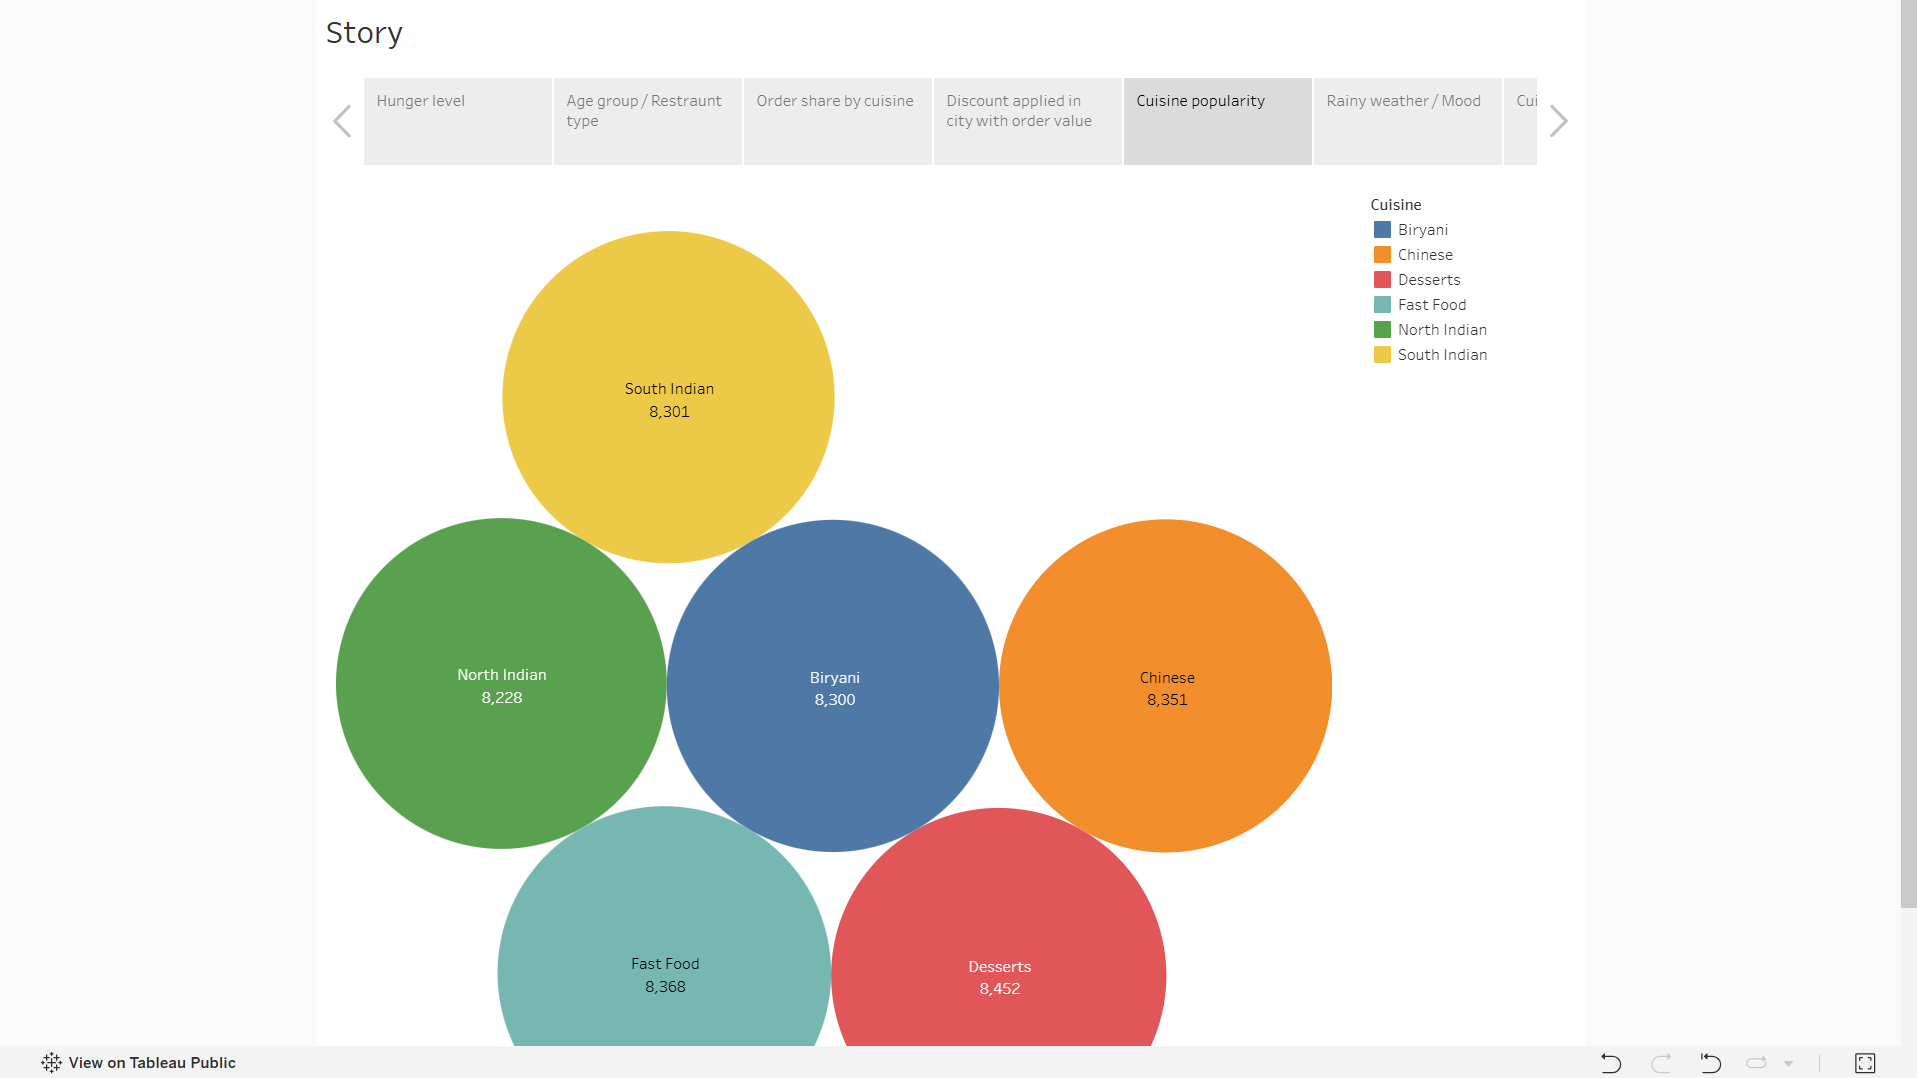 Story
Hunger level
Age group / Restraunt
type
Order share by cuisine
Discount applied in
city with order value
Cuisine popularity
Rainy weather / Mood
Cui
Cuisine
Biryani
Chinese
Desserts
Fast Food
North Indian
South Indian
South Indian
8,301
North Indian
8,228
Biryani
8,300
Chinese
8,351
Fast Food
8,368
Desserts
8,452
View on Tableau Public